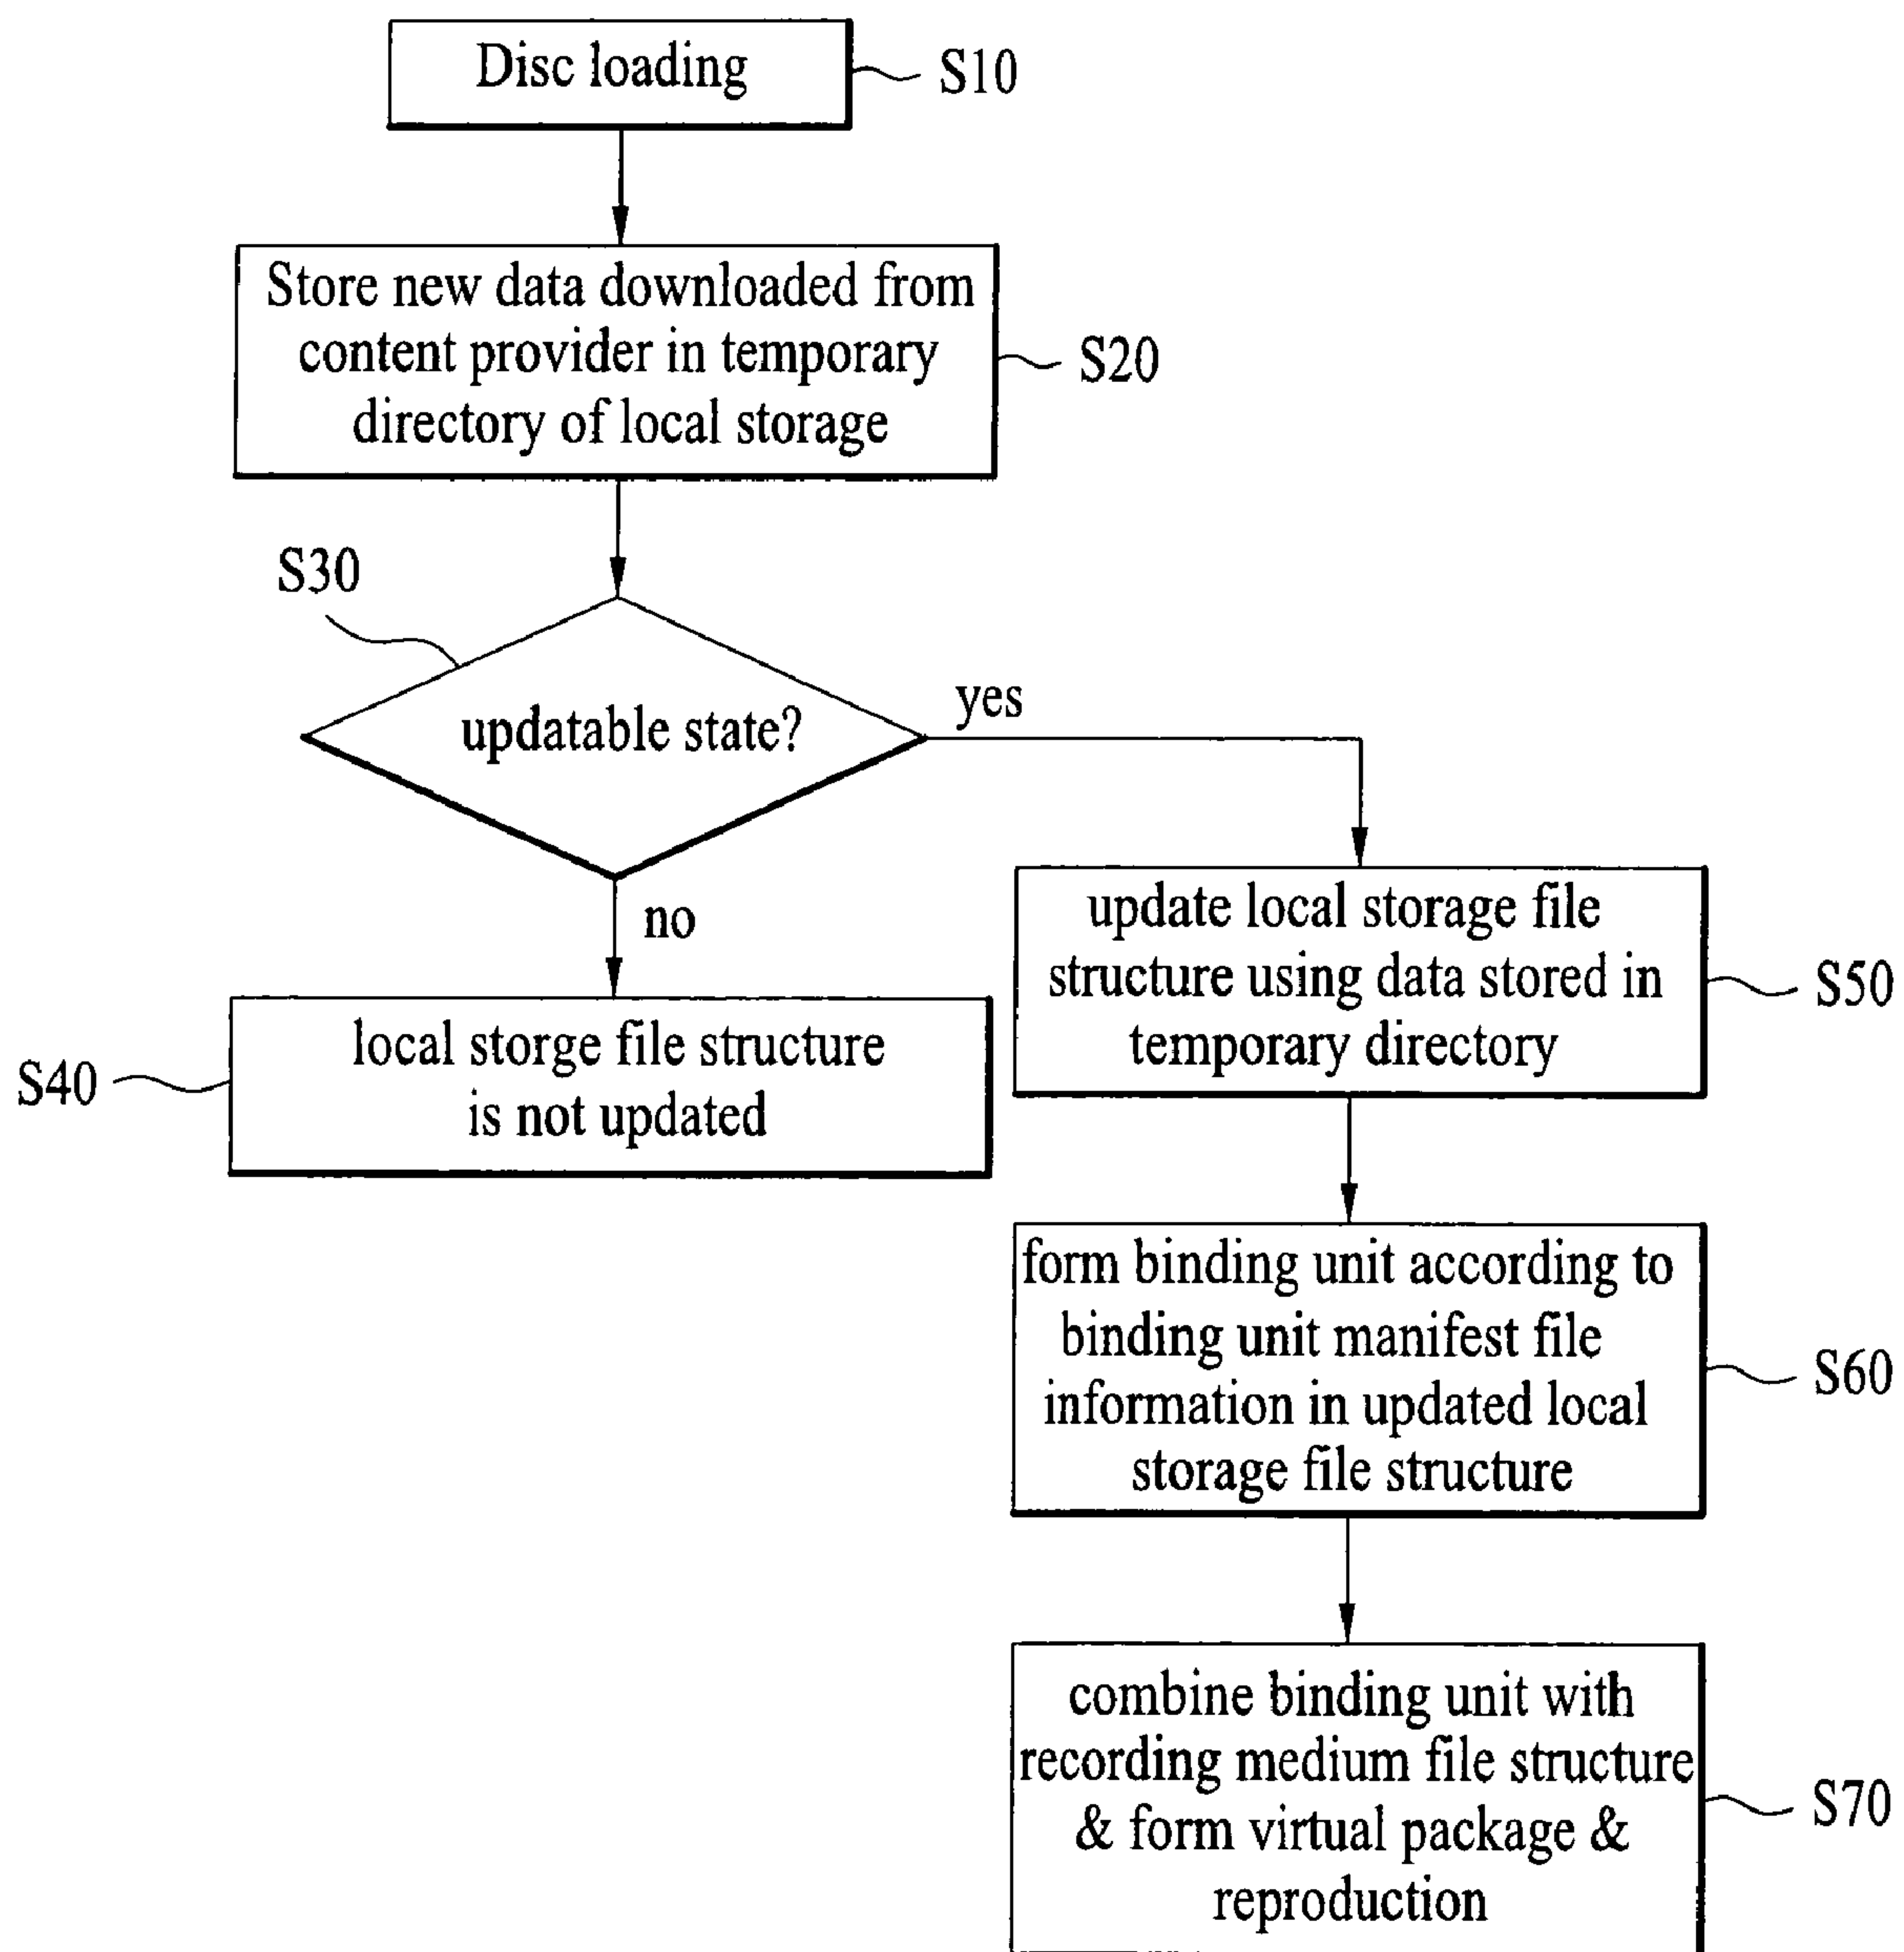 Disc loading
S10
Store new data downloaded from
content provider in temporary
directory of local storage
S20
S30
updatable state?
yes
no
local storge file structure
is not updated
S40
update local storage file
structure using data stored in
temporary directory
S50
form binding unit according to
binding unit manifest file
information in updated local
storage file structure
S60
combine binding unit with
recording medium file structure
& form virtual package &
reproduction
S70